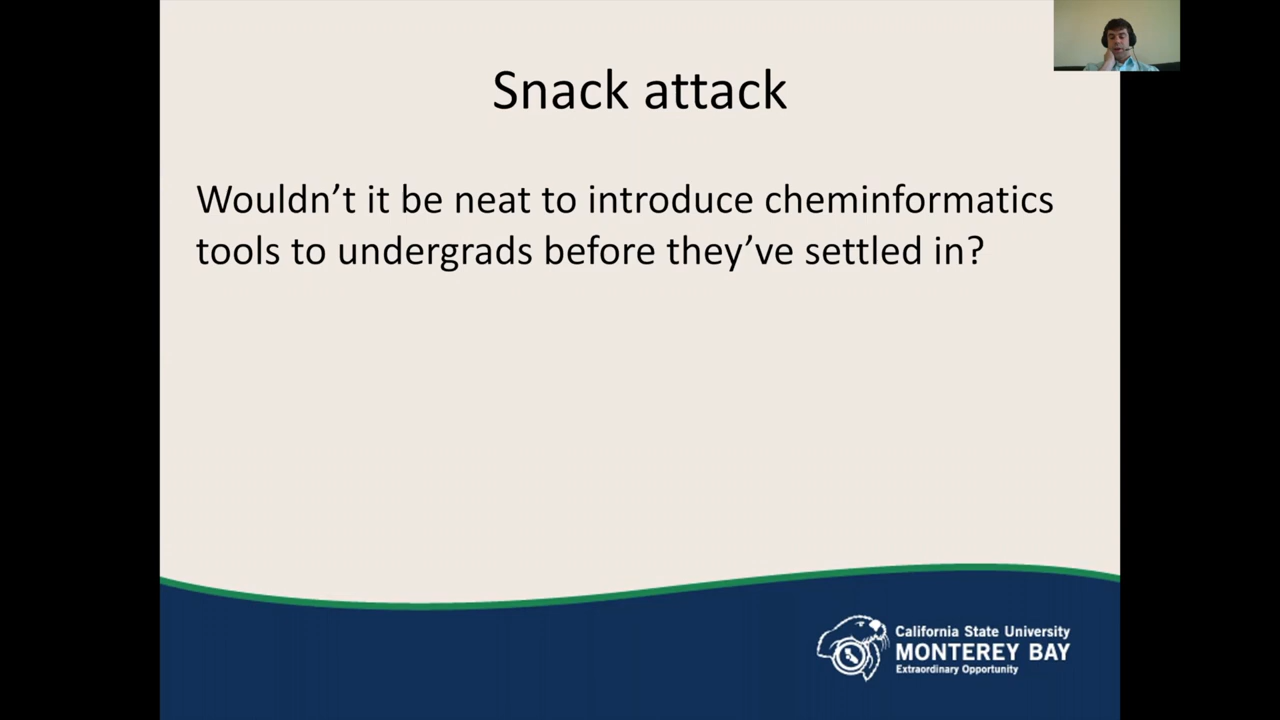 Snack attack
Wouldn’t it be neat to introduce cheminformatics
tools to undergrads before they’ve settled in?
California State University
MONTEREY BAY
Extraordinary Opportunity